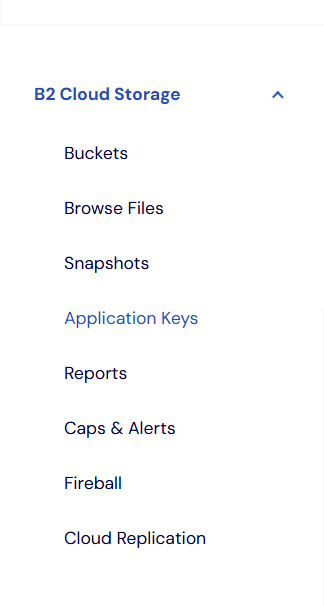 B2 Cloud Storage
Buckets
Browse Files
Snapshots
Application Keys
Reports
Caps & Alerts
Fireball
Cloud Replication